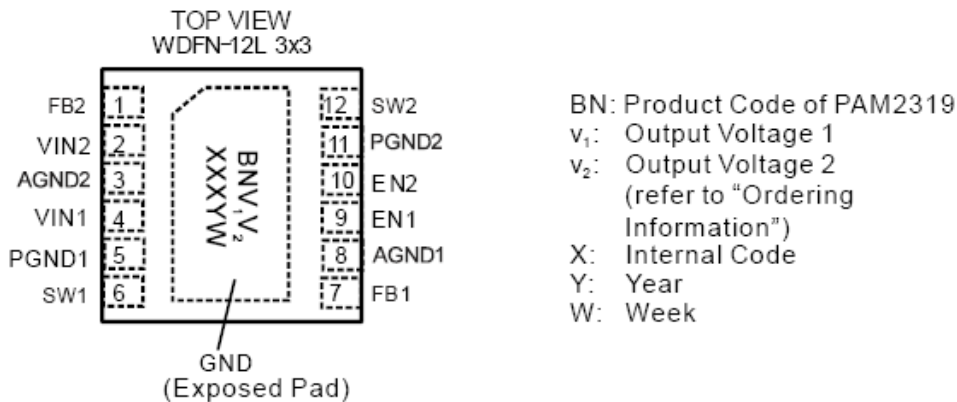 TOP VIEW
WDFN-12L 3x3
FB2 1
VIN2 2
AGND2 3
VIN1 4
PGND1 5
SW1 6
12 SW2
11 PGND2
10 EN2
9 EN1
8 AGND1
7 FB1
BNV₁V₂
XXXYW
GND
(Exposed Pad)
BN: Product Code of PAM2319
v₁: Output Voltage 1
v₂: Output Voltage 2
(refer to “Ordering
Information”)
X: Internal Code
Y: Year
W: Week